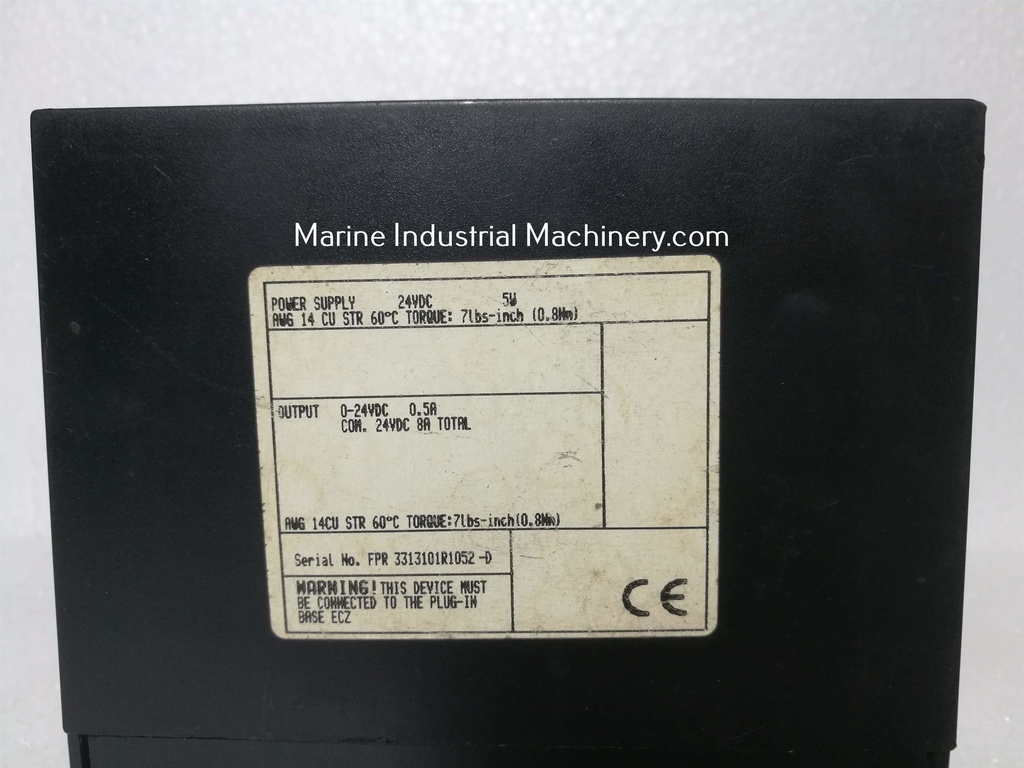 Marine Industrial Machinery.com
POWER SUPPLY 24VDC 5W
AWG 14 CU STR 60°C TORQUE: 7lbs-inch (0.8Nm)
OUTPUT 0-24VDC 0.5A
COM. 24VDC 8A TOTAL
AWG 14CU STR 60°C TORQUE:7lbs-inch(0.8Nm)
Serial No. FPR 3313101R1052-D
WARNING! THIS DEVICE MUST
BE CONNECTED TO THE PLUG-IN
BASE ECZ
CE